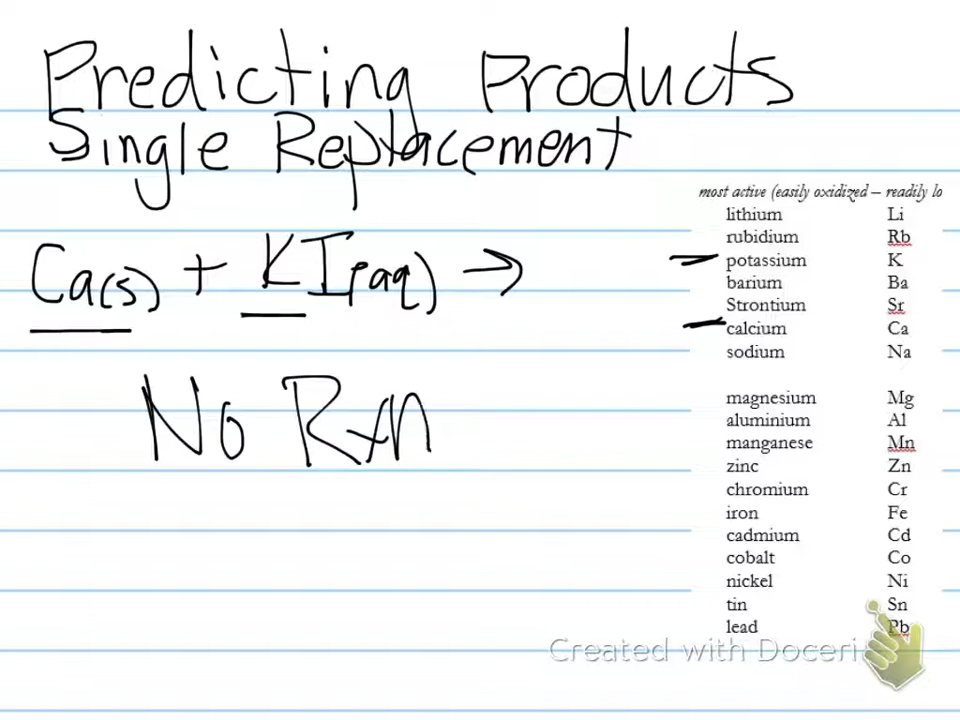 Predicting Products
Single Replacement
most active (easily oxidized – readily lo
lithium Li
rubidium Rb
Ca(s) + KI(aq) →
potassium K
barium Ba
Strontium Sr
calcium Ca
sodium Na
No Rxn
magnesium Mg
aluminium Al
manganese Mn
zinc Zn
chromium Cr
iron Fe
cadmium Cd
cobalt Co
nickel Ni
tin Sn
lead Pb
Created with Doceri